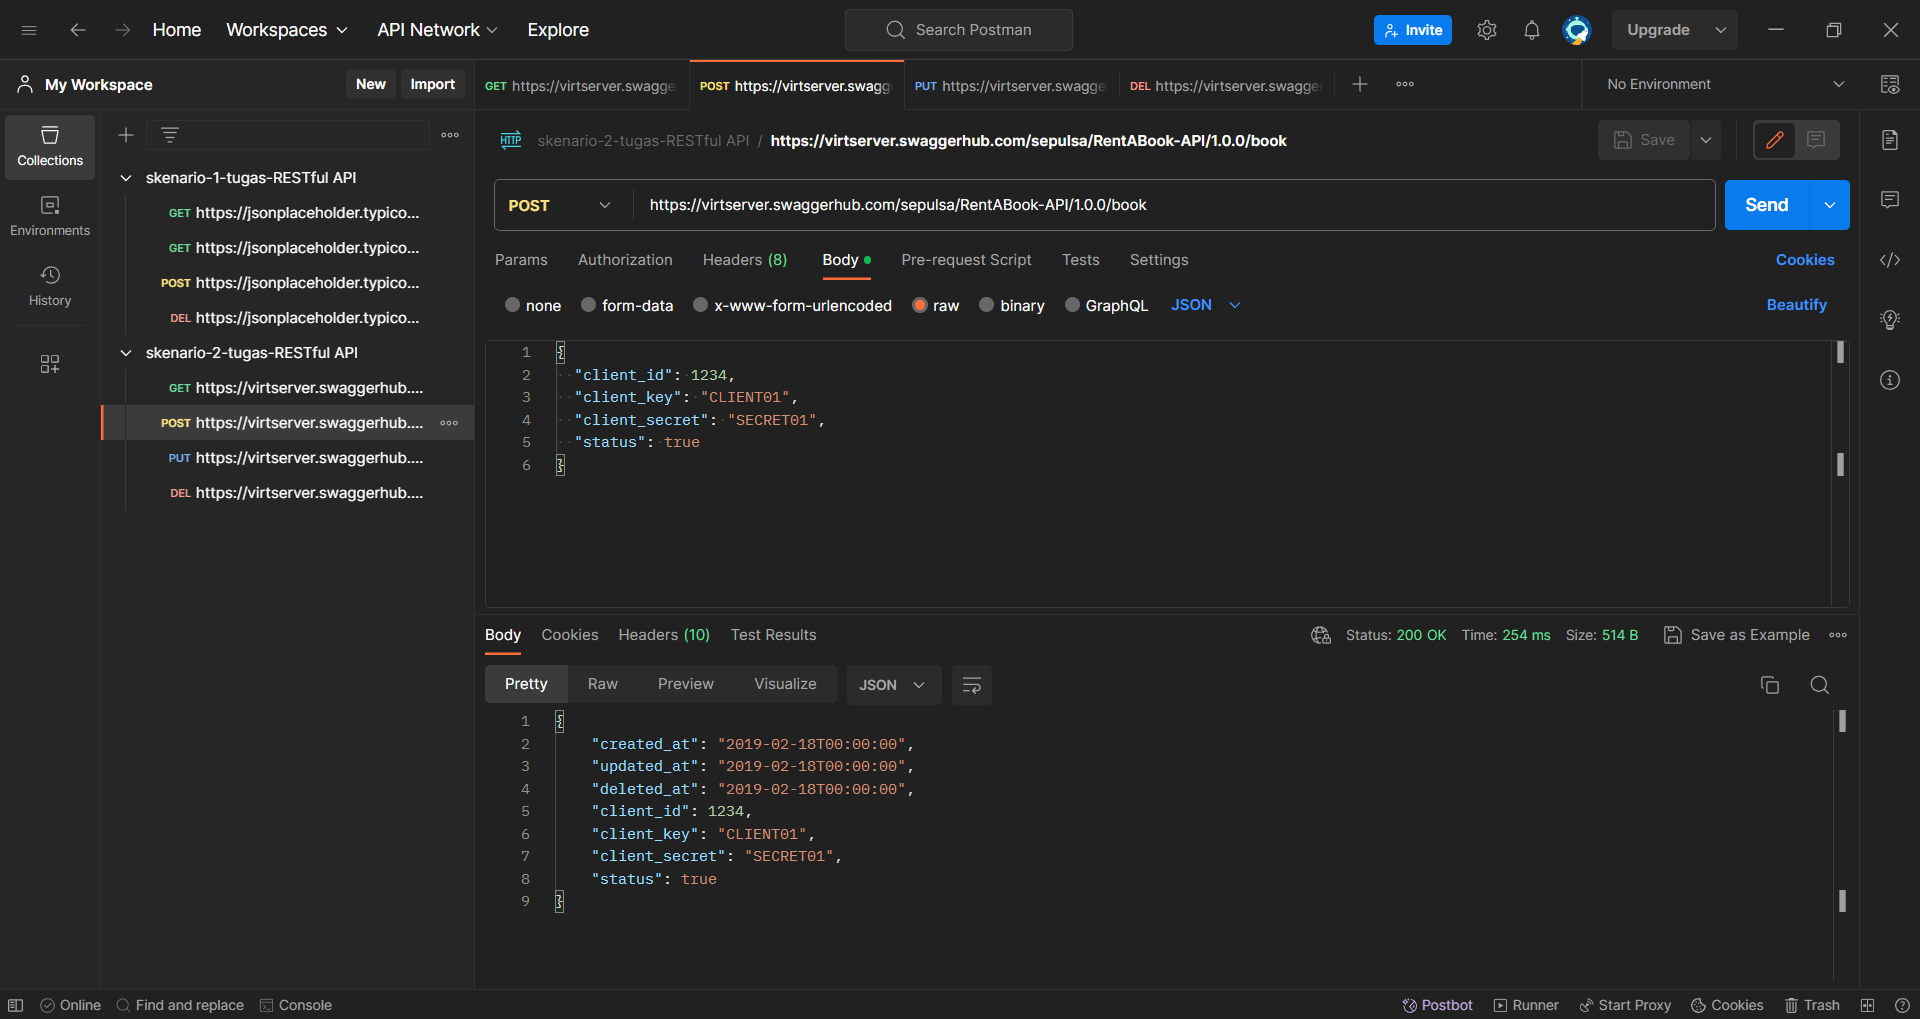 Home Workspaces API Network Explore Search Postman Invite Upgrade
My Workspace New Import
GET https://virtserver.swagge POST https://virtserver.swagg PUT https://virtserver.swagge DEL https://virtserver.swagge No Environment
Collections
Environments
History
skenario-1-tugas-RESTful API
GET https://jsonplaceholder.typico...
GET https://jsonplaceholder.typico...
POST https://jsonplaceholder.typico...
DEL https://jsonplaceholder.typico...
skenario-2-tugas-RESTful API
GET https://virtserver.swaggerhub....
POST https://virtserver.swaggerhub....
PUT https://virtserver.swaggerhub....
DEL https://virtserver.swaggerhub....
HTTP skenario-2-tugas-RESTful API / https://virtserver.swaggerhub.com/sepulsa/RentABook-API/1.0.0/book Save
POST https://virtserver.swaggerhub.com/sepulsa/RentABook-API/1.0.0/book Send
Params Authorization Headers (8) Body Pre-request Script Tests Settings Cookies
none form-data x-www-form-urlencoded raw binary GraphQL JSON Beautify
1 {
2 "client_id": 1234,
3 "client_key": "CLIENT01",
4 "client_secret": "SECRET01",
5 "status": true
6 }
Body Cookies Headers (10) Test Results Status: 200 OK Time: 254 ms Size: 514 B Save as Example
Pretty Raw Preview Visualize JSON
1 {
2 "created_at": "2019-02-18T00:00:00",
3 "updated_at": "2019-02-18T00:00:00",
4 "deleted_at": "2019-02-18T00:00:00",
5 "client_id": 1234,
6 "client_key": "CLIENT01",
7 "client_secret": "SECRET01",
8 "status": true
9 }
Online Find and replace Console Postbot Runner Start Proxy Cookies Trash